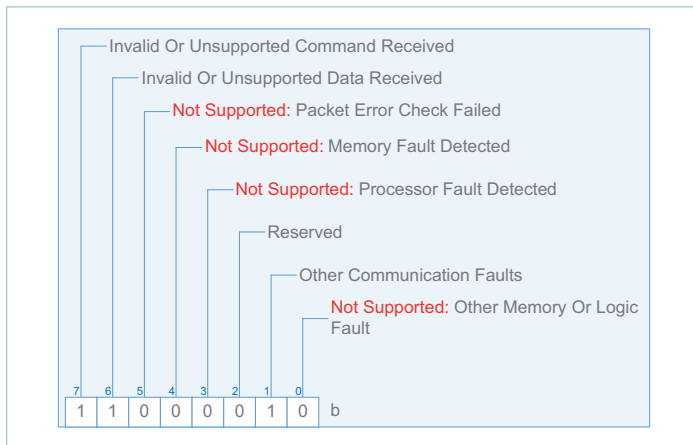 Invalid Or Unsupported Command Received
Invalid Or Unsupported Data Received
Not Supported: Packet Error Check Failed
Not Supported: Memory Fault Detected
Not Supported: Processor Fault Detected
Reserved
Other Communication Faults
Not Supported: Other Memory Or Logic
Fault
7 6 5 4 3 2 1 0
1 1 0 0 0 0 1 0 b